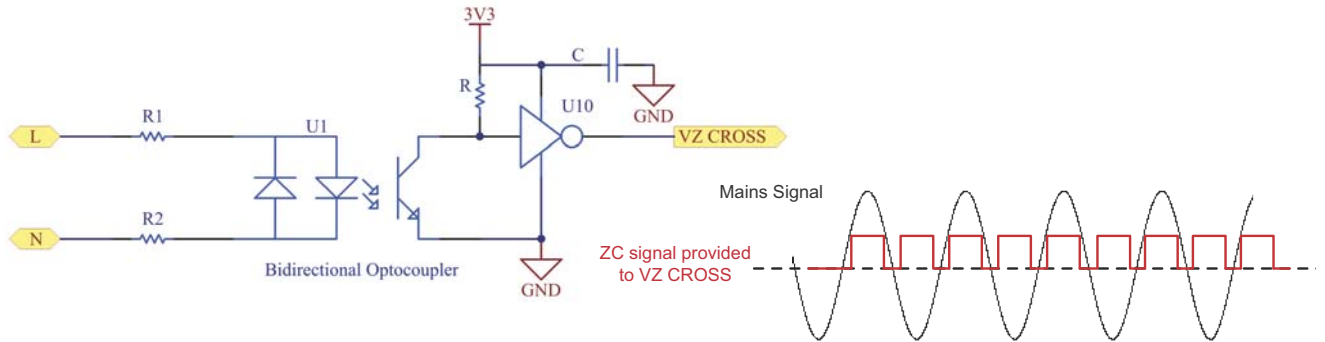 3V3
C
R
GND
U10
R1
U1
L
VZ CROSS
R2
N
Bidirectional Optocoupler
GND
Mains Signal
ZC signal provided
to VZ CROSS